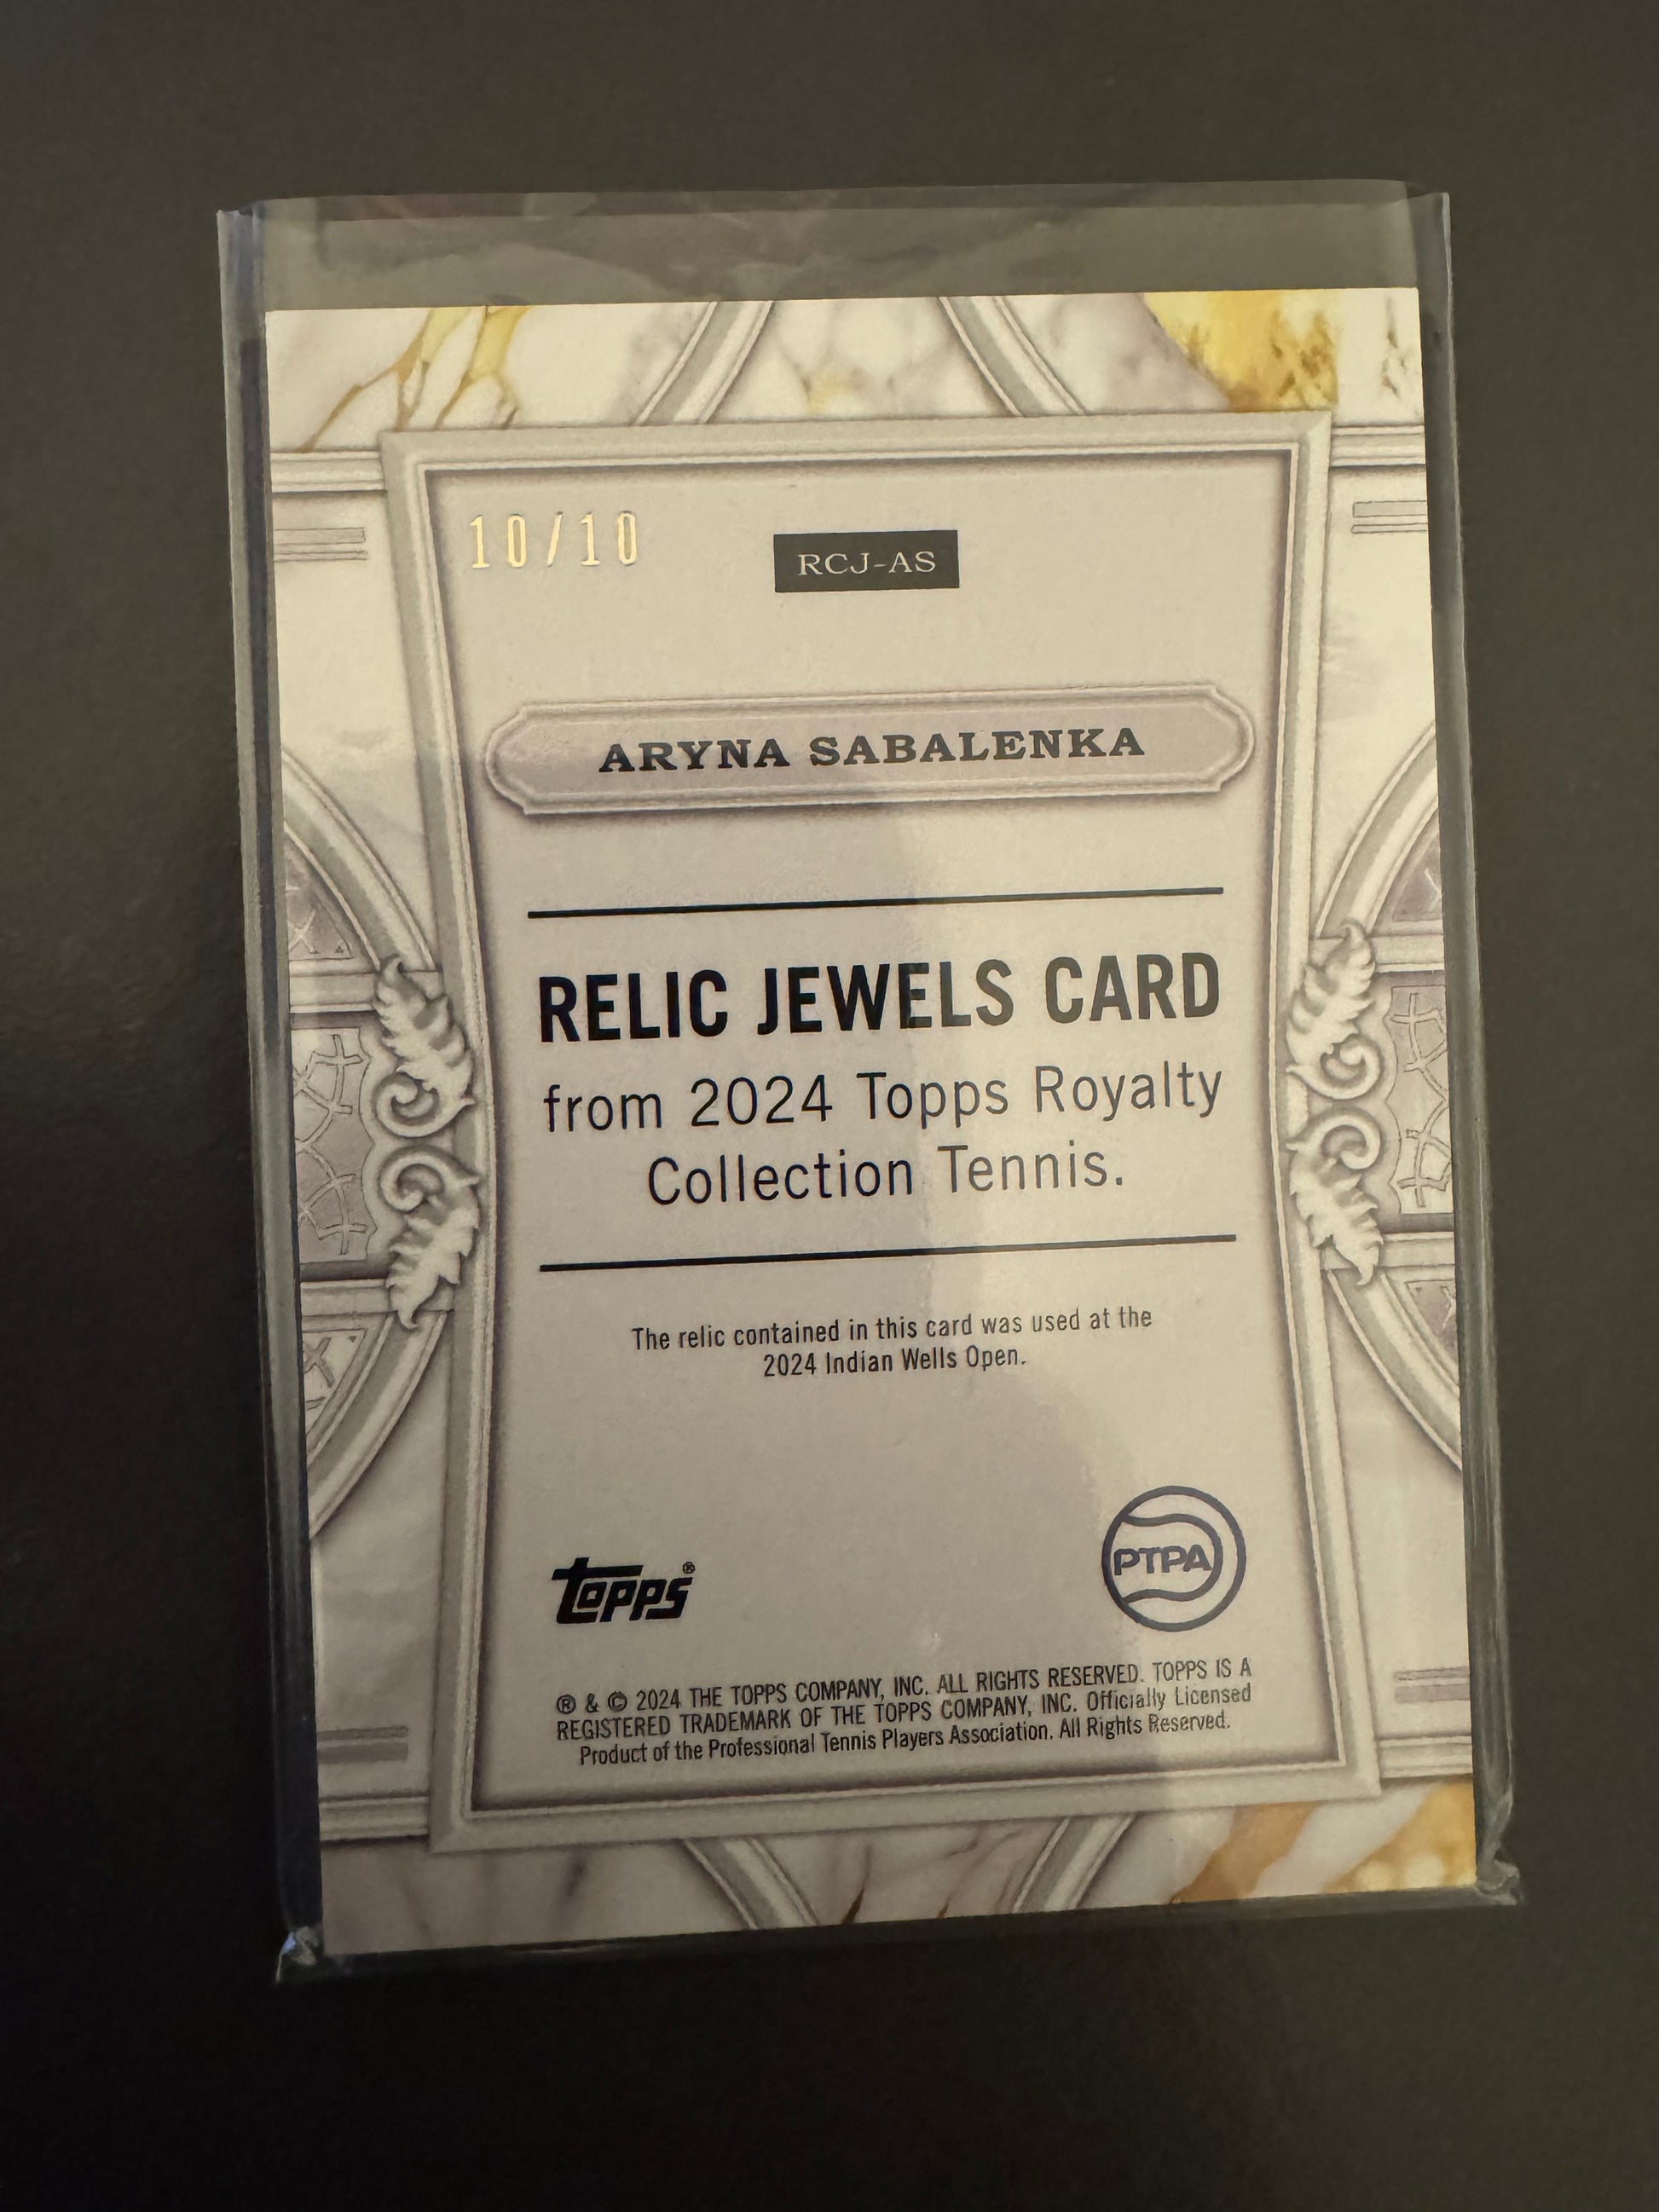 10/10
RCJ-AS
ARYNA SABALENKA
RELIC JEWELS CARD
from 2024 Topps Royalty
Collection Tennis.
The relic contained in this card was used at the
2024 Indian Wells Open.
topps®
PTPA
® & © 2024 THE TOPPS COMPANY, INC. ALL RIGHTS RESERVED. TOPPS IS A
REGISTERED TRADEMARK OF THE TOPPS COMPANY, INC. Officially Licensed
Product of the Professional Tennis Players Association. All Rights Reserved.